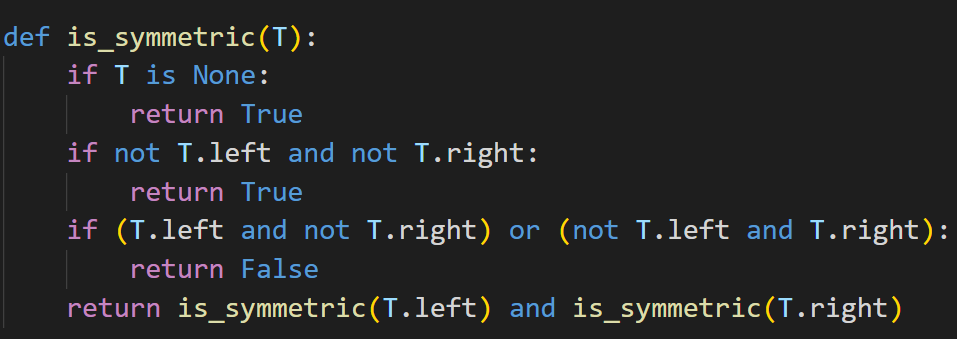 def is_symmetric(T):
    if T is None:
        return True
    if not T.left and not T.right:
        return True
    if (T.left and not T.right) or (not T.left and T.right):
        return False
    return is_symmetric(T.left) and is_symmetric(T.right)